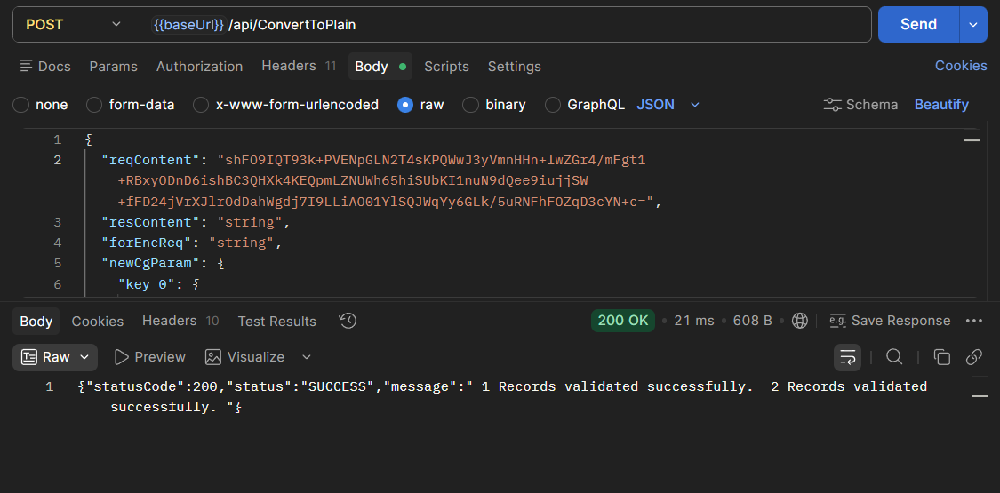 POST {{baseUrl}} /api/ConvertToPlain Send
Docs Params Authorization Headers 11 Body Scripts Settings Cookies
none form-data x-www-form-urlencoded raw binary GraphQL JSON Schema Beautify
1 {
2 "reqContent": "shFO9IQT93k+PVENpGLN2T4sKPQWwJ3yVmnHHn+lwZGr4/mFgt1
+RBxyODnD6ishBC3QHXk4KEQpmLZNUWh65hiSUbKI1nuN9dQee9iujjSW
+fFD24jVrXJlrOdDahWgdj7I9LLiAO01YlSQJWqYy6GLk/5uRNFhFOZqD3cYN+c=",
3 "resContent": "string",
4 "forEncReq": "string",
5 "newCgParam": {
6 "key_0": {
Body Cookies Headers 10 Test Results 200 OK 21 ms 608 B e.g. Save Response
Raw Preview Visualize
1 {"statusCode":200,"status":"SUCCESS","message":" 1 Records validated successfully.  2 Records validated
successfully. "}